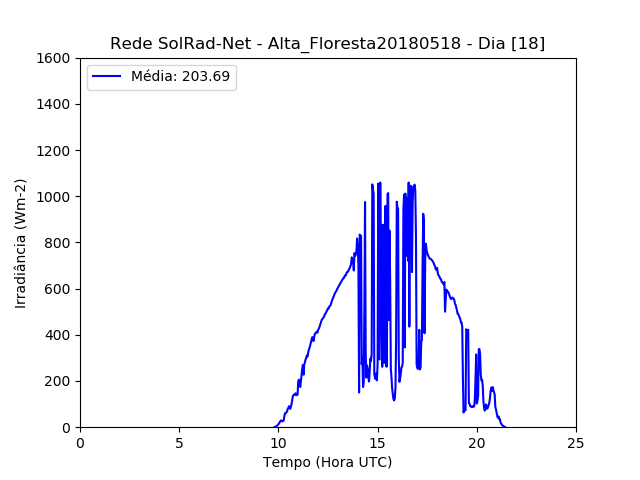 Rede SolRad-Net - Alta_Floresta20180518 - Dia [18]
Média: 203.69
Irradiância (Wm-2)
1600
1400
1200
1000
800
600
400
200
0
0 5 10 15 20 25
Tempo (Hora UTC)